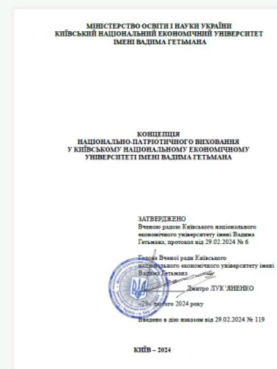 МІНІСТЕРСТВО ОСВІТИ І НАУКИ УКРАЇНИ
КИЇВСЬКИЙ НАЦІОНАЛЬНИЙ ЕКОНОМІЧНИЙ УНІВЕРСИТЕТ
ІМЕНІ ВАДИМА ГЕТЬМАНА
КОНЦЕПЦІЯ
НАЦІОНАЛЬНО-ПАТРІОТИЧНОГО ВИХОВАННЯ
У КИЇВСЬКОМУ НАЦІОНАЛЬНОМУ ЕКОНОМІЧНОМУ
УНІВЕРСИТЕТІ ІМЕНІ ВАДИМА ГЕТЬМАНА
ЗАТВЕРДЖЕНО
Вченою радою Київського національного
економічного університету імені Вадима
Гетьмана, протокол від 29.02.2024 № 6
Голова Вченої ради Київського
національного економічного університету імені
Вадима Гетьмана
Дмитро ЛУК`ЯНЕНКО
лютого 2024 року
Введено в дію наказом від 29.02.2024 № 119
КИЇВ – 2024